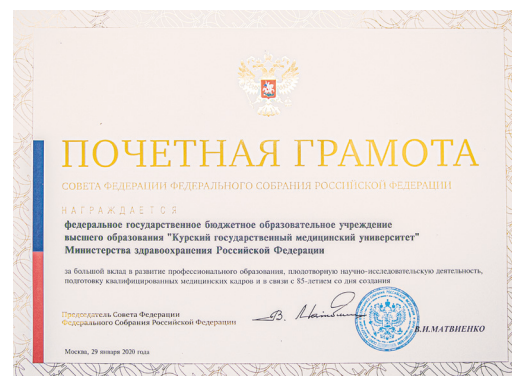 ПОЧЕТНАЯ ГРАМОТА
СОВЕТА ФЕДЕРАЦИИ ФЕДЕРАЛЬНОГО СОБРАНИЯ РОССИЙСКОЙ ФЕДЕРАЦИИ
НАГРАЖДАЕТСЯ
федеральное государственное бюджетное образовательное учреждение
высшего образования "Курский государственный медицинский университет"
Министерства здравоохранения Российской Федерации
за большой вклад в развитие профессионального образования, плодотворную научно-исследовательскую деятельность,
подготовку квалифицированных медицинских кадров и в связи с 85-летием со дня создания
Председатель Совета Федерации
Федерального Собрания Российской Федерации
В.И.МАТВИЕНКО
Москва, 29 января 2020 года